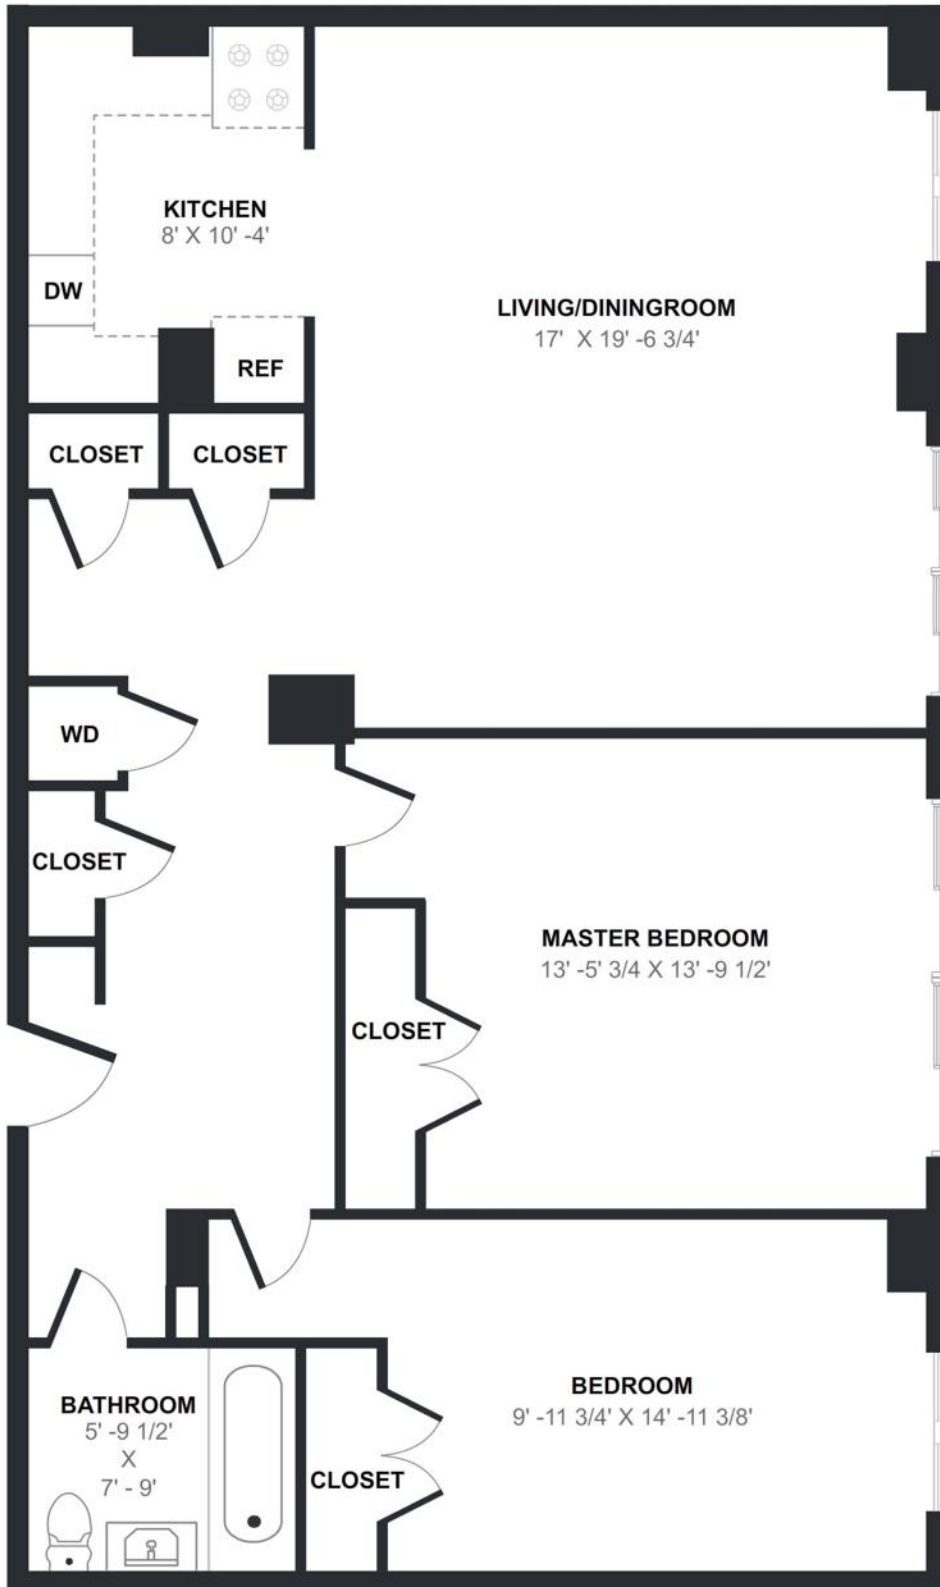 KITCHEN
8' X 10' -4'
DW
REF
LIVING/DININGROOM
17' X 19' -6 3/4'
CLOSET
CLOSET
WD
CLOSET
MASTER BEDROOM
13' -5' 3/4 X 13' -9 1/2'
CLOSET
BATHROOM
5' -9 1/2'
X
7' - 9'
BEDROOM
9' -11 3/4' X 14' -11 3/8'
CLOSET